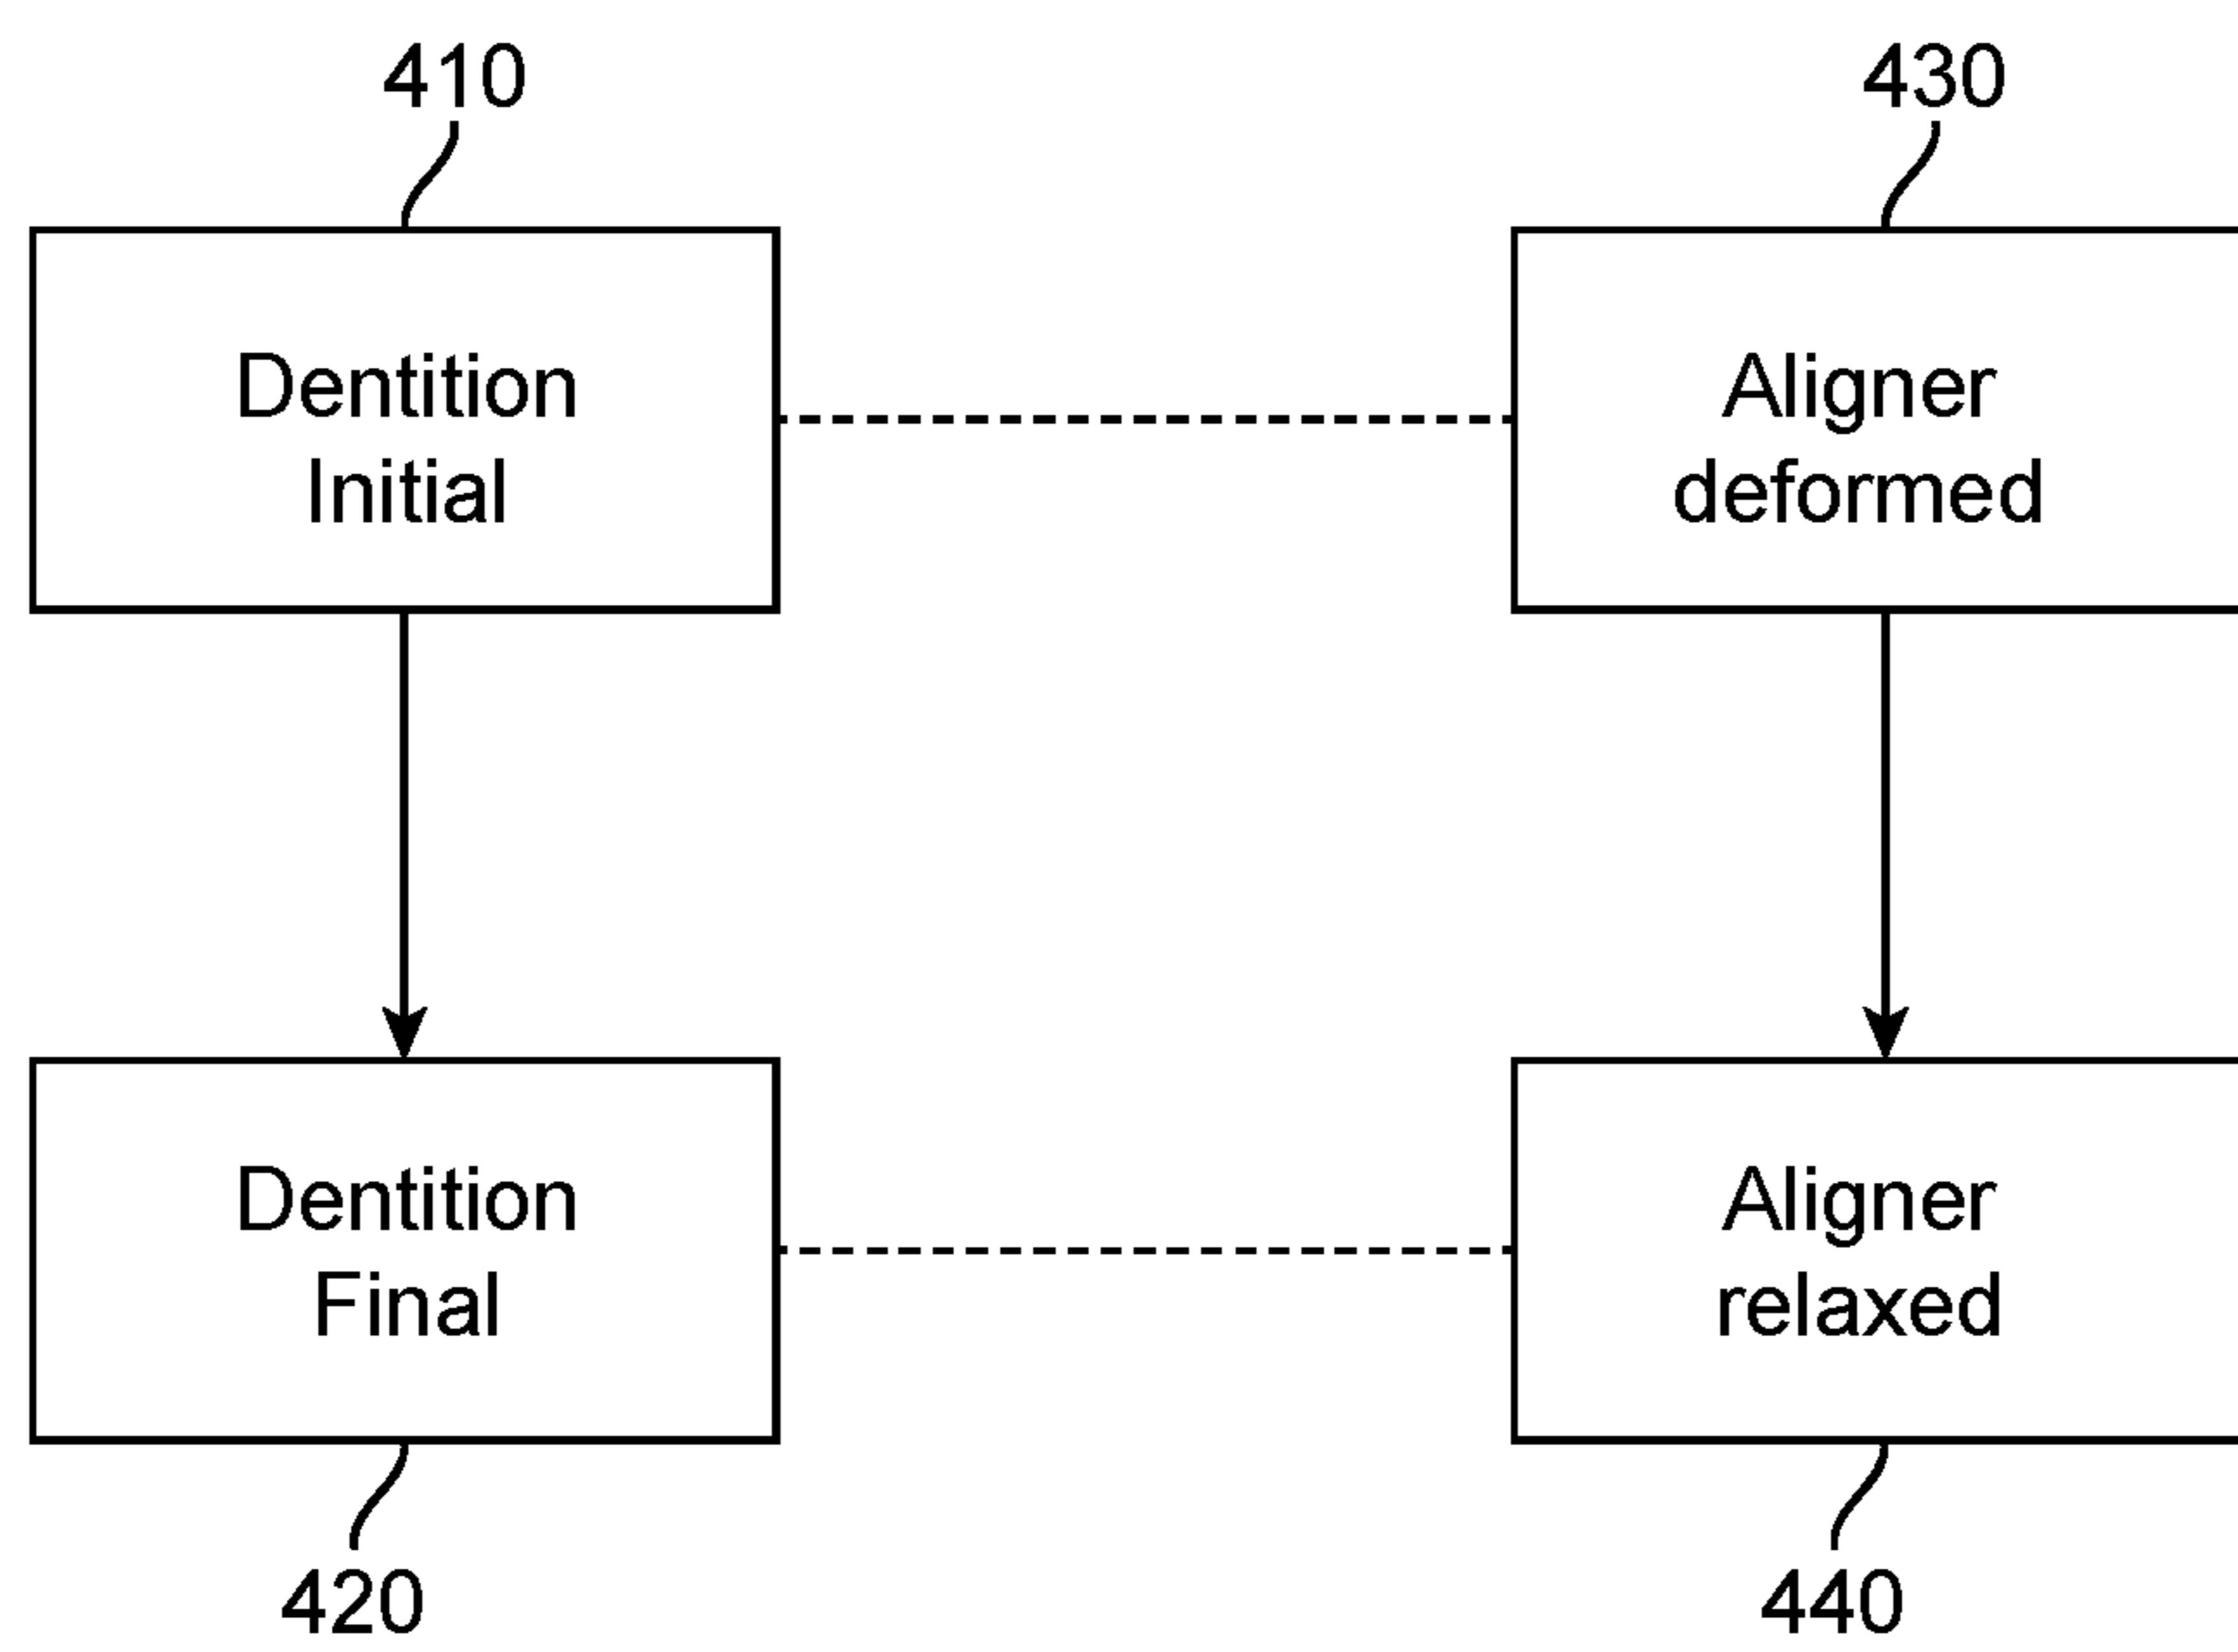 410
430
Dentition
Initial
Aligner
deformed
Dentition
Final
Aligner
relaxed
420
440